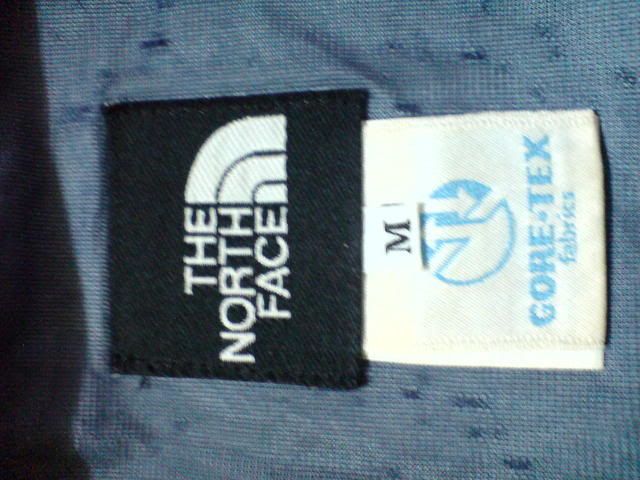 THE
NORTH
FACE
M
GORE-TEX
fabrics